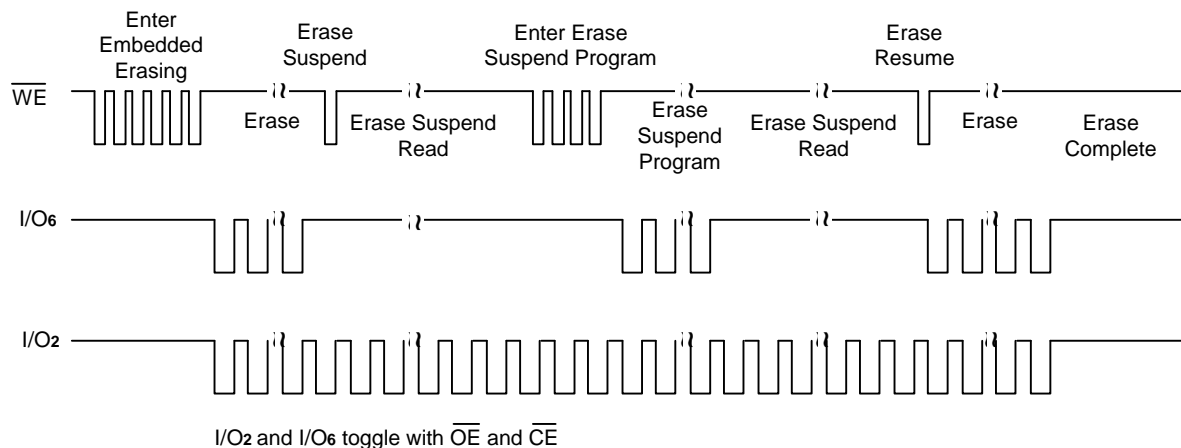 Enter
Embedded
Erasing
Erase
Suspend
Enter Erase
Suspend Program
Erase
Resume
WE
Erase
Erase Suspend
Read
Erase
Suspend
Program
Erase Suspend
Read
Erase
Erase
Complete
I/O6
I/O2
I/O2 and I/O6 toggle with OE and CE